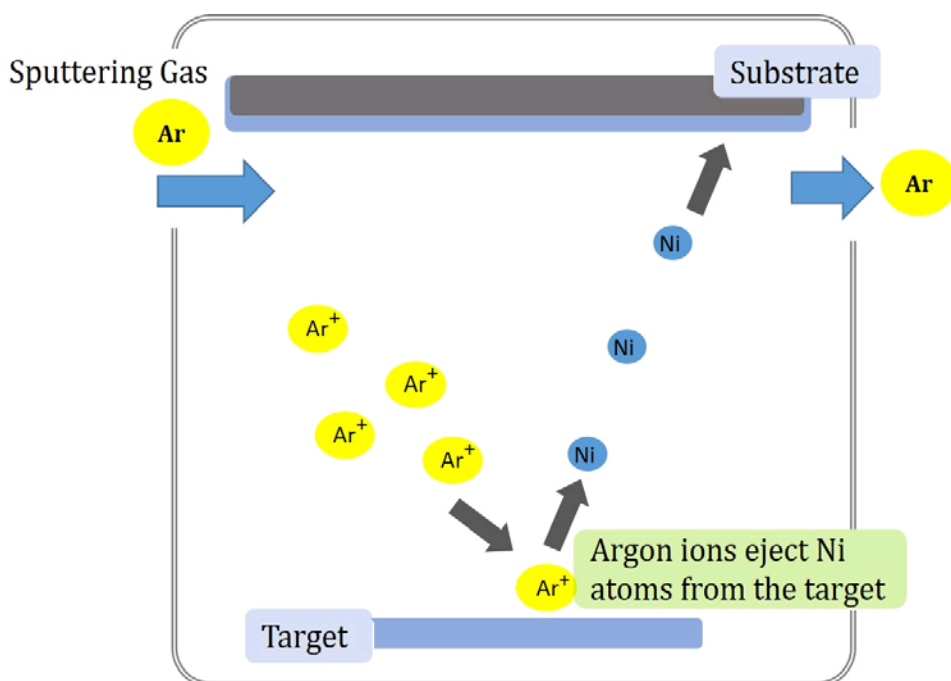 Sputtering Gas
Substrate
Ar
Ar
Ni
Ar+
Ni
Ar+
Ar+
Ar+
Ni
Argon ions eject Ni
atoms from the target
Ar+
Target